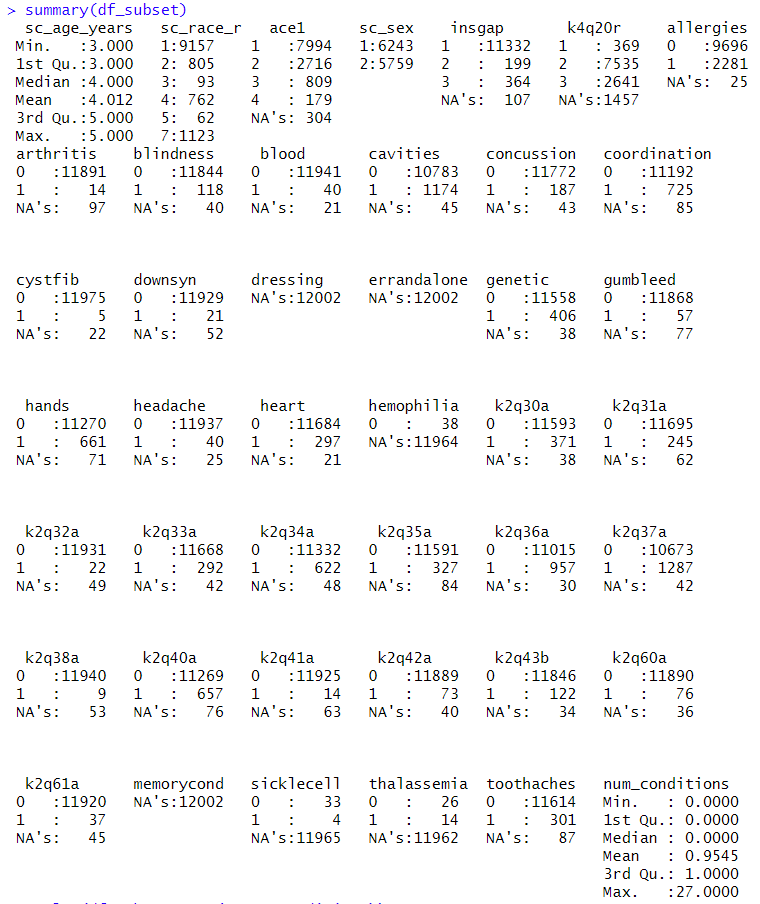 > summary(df_subset)
sc_age_years sc_race_r ace1 sc_sex insgap k4q20r allergies
Min. :3.000 1:9157 1 :7994 1:6243 1 :11332 1 : 369 0 :9696
1st Qu.:3.000 2: 805 2 :2716 2:5759 2 : 199 2 :7535 1 :2281
Median :4.000 3: 93 3 : 809 3 : 364 3 :2641 NA's: 25
Mean :4.012 4: 762 4 : 179 NA's: 107 NA's:1457
3rd Qu.:5.000 5: 62 NA's: 304
Max. :5.000 7:1123
arthritis blindness blood cavities concussion coordination
0 :11891 0 :11844 0 :11941 0 :10783 0 :11772 0 :11192
1 : 14 1 : 118 1 : 40 1 : 1174 1 : 187 1 : 725
NA's: 97 NA's: 40 NA's: 21 NA's: 45 NA's: 43 NA's: 85
cystfib downsyn dressing errandalone genetic gumbleed
0 :11975 0 :11929 NA's:12002 NA's:12002 0 :11558 0 :11868
1 : 5 1 : 21 1 : 406 1 : 57
NA's: 22 NA's: 52 NA's: 38 NA's: 77
hands headache heart hemophilia k2q30a k2q31a
0 :11270 0 :11937 0 :11684 0 : 38 0 :11593 0 :11695
1 : 661 1 : 40 1 : 297 NA's:11964 1 : 371 1 : 245
NA's: 71 NA's: 25 NA's: 21 NA's: 38 NA's: 62
k2q32a k2q33a k2q34a k2q35a k2q36a k2q37a
0 :11931 0 :11668 0 :11332 0 :11591 0 :11015 0 :10673
1 : 22 1 : 292 1 : 622 1 : 327 1 : 957 1 : 1287
NA's: 49 NA's: 42 NA's: 48 NA's: 84 NA's: 30 NA's: 42
k2q38a k2q40a k2q41a k2q42a k2q43b k2q60a
0 :11940 0 :11269 0 :11925 0 :11889 0 :11846 0 :11890
1 : 9 1 : 657 1 : 14 1 : 73 1 : 122 1 : 76
NA's: 53 NA's: 76 NA's: 63 NA's: 40 NA's: 34 NA's: 36
k2q61a memorycond sicklecell thalassemia toothaches num_conditions
0 :11920 NA's:12002 0 : 33 0 : 26 0 :11614 Min. : 0.0000
1 : 37 1 : 4 1 : 14 1 : 301 1st Qu.: 0.0000
NA's: 45 NA's:11965 NA's:11962 NA's: 87 Median : 0.0000
Mean : 0.9545
3rd Qu.: 1.0000
Max. :27.0000